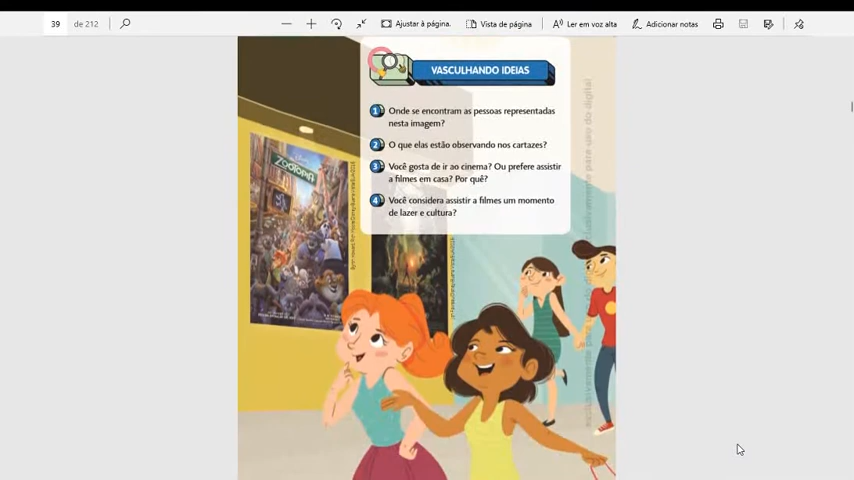 39
de 212
Ajustar à página.
Vista de página
Ler em voz alta
Adicionar notas
VASCULHANDO IDEIAS
1 Onde se encontram as pessoas representadas
nesta imagem?
2 O que elas estão observando nos cartazes?
3 Você gosta de ir ao cinema? Ou prefere assistir
a filmes em casa? Por quê?
4 Você considera assistir a filmes um momento
de lazer e cultura?
ZOOTOPIA